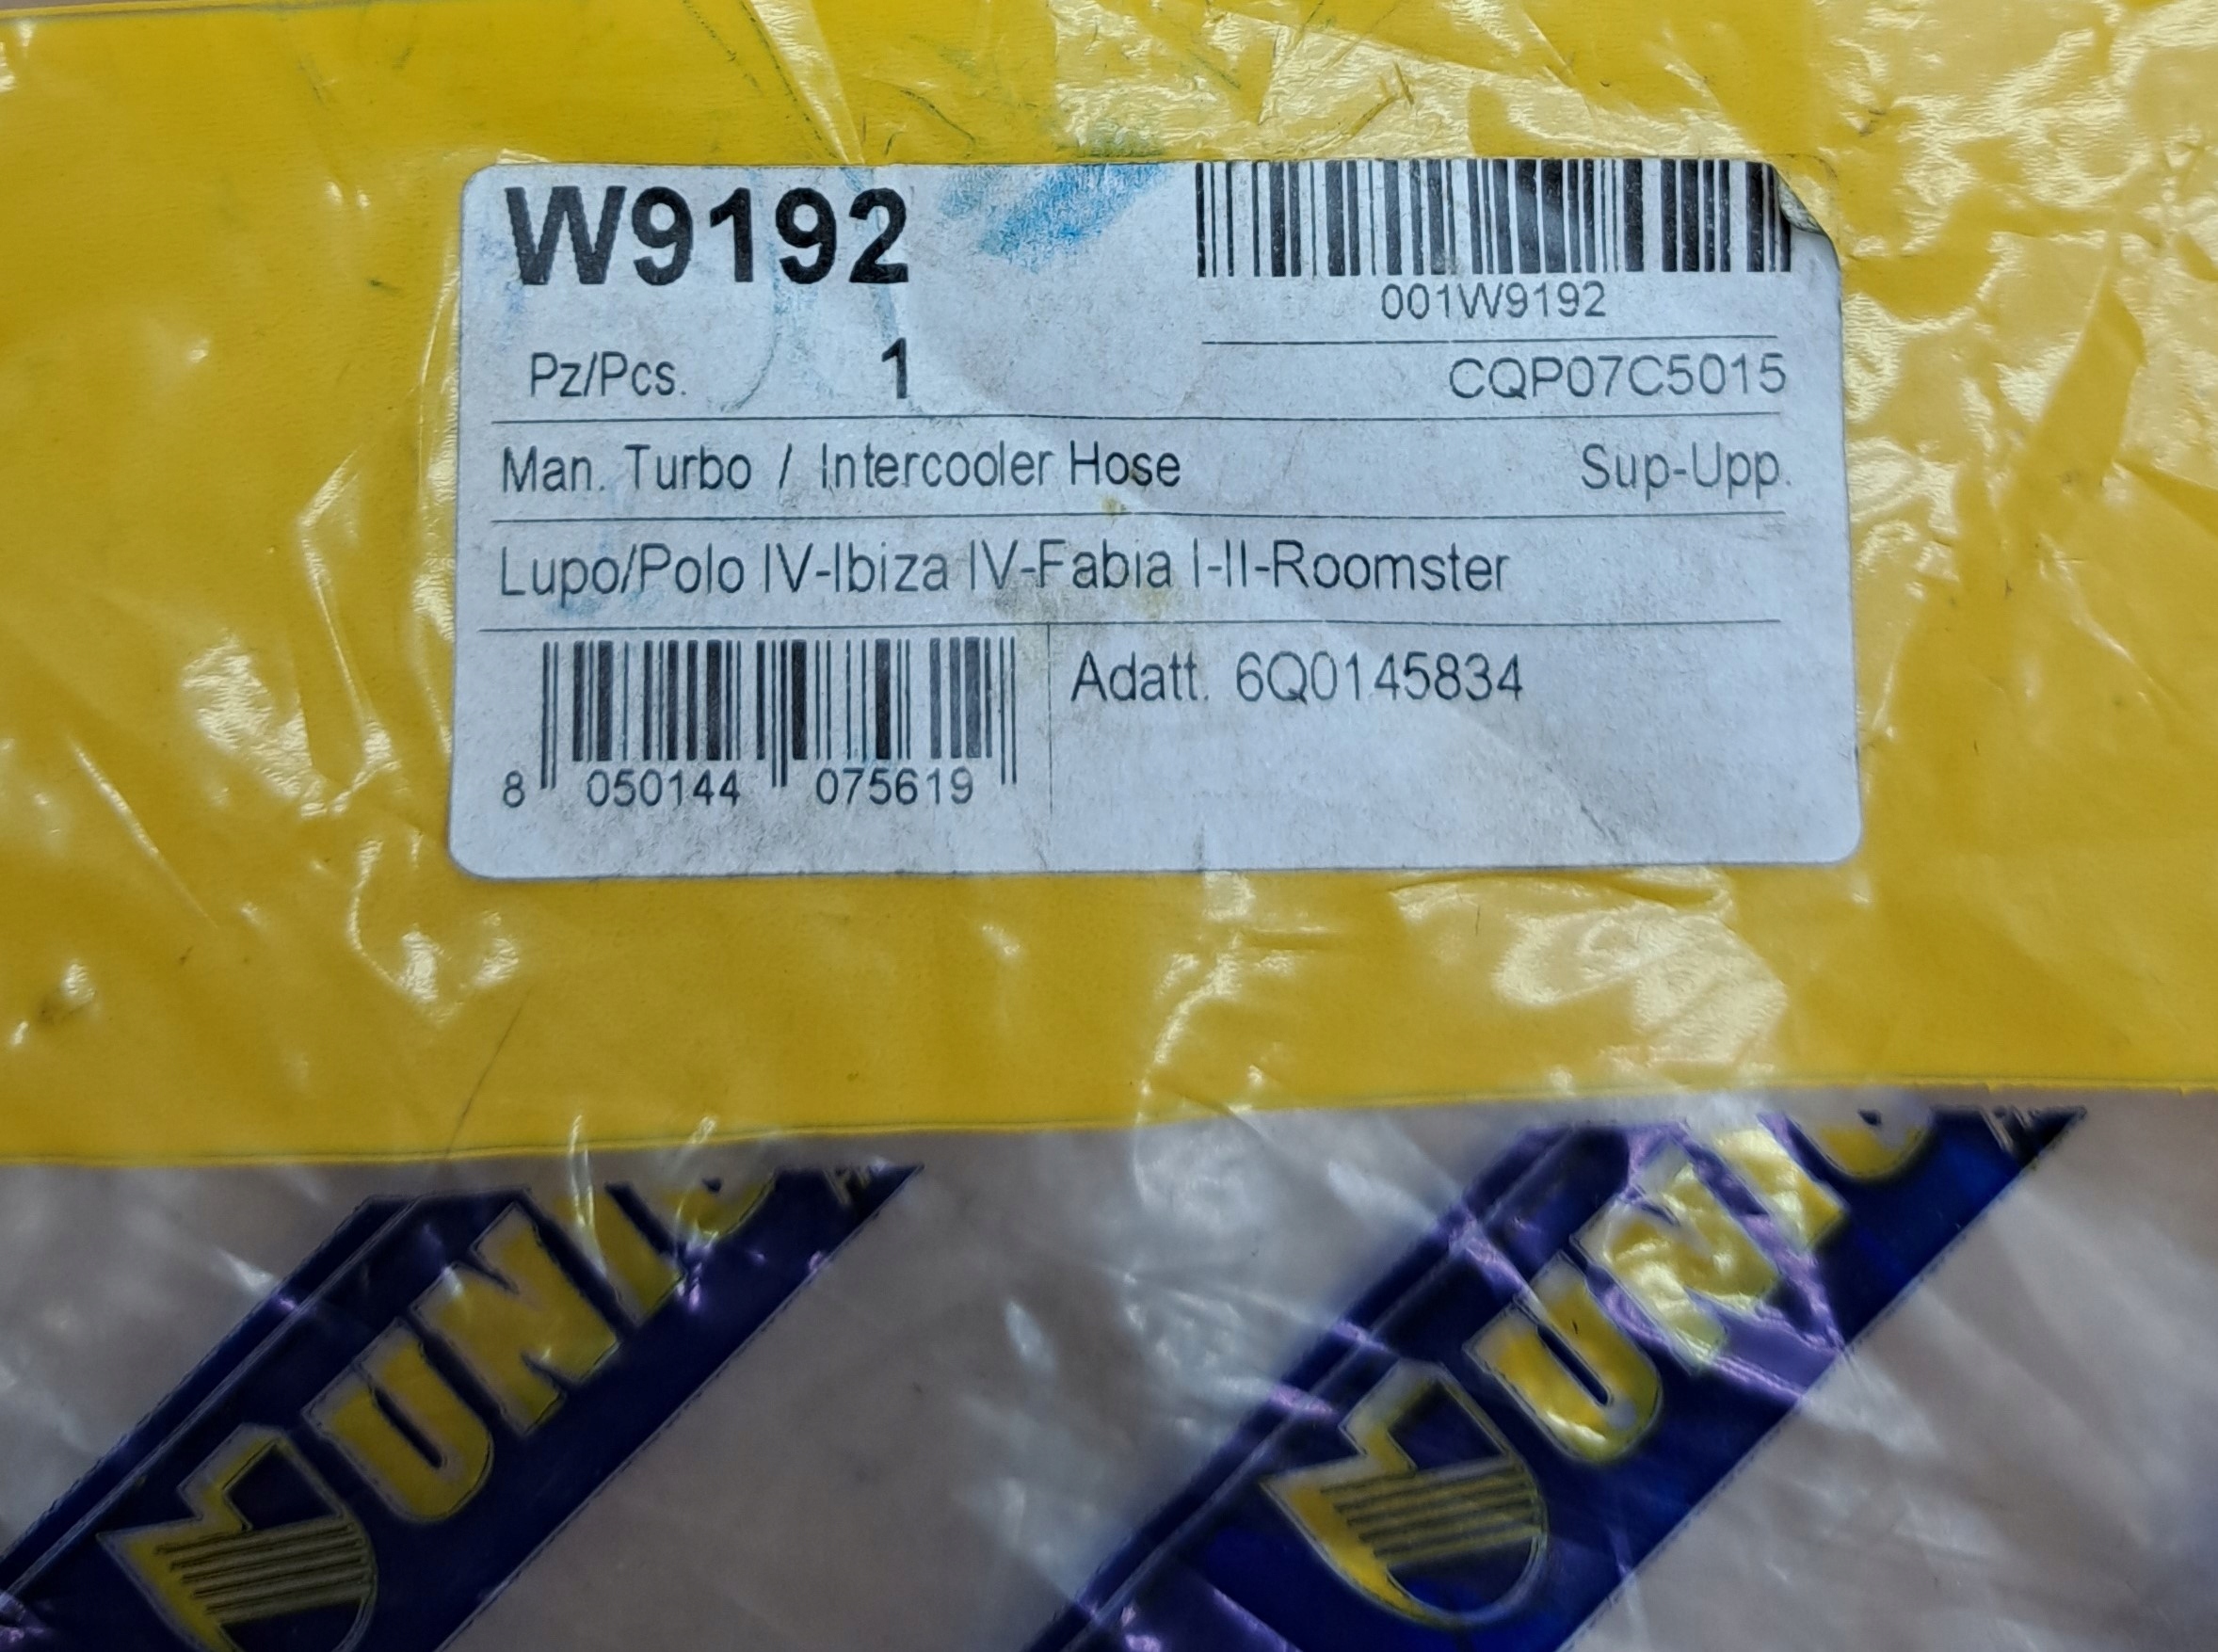 W9192
001W9192
Pz/Pcs. 1 CQP07C5015
Man. Turbo / Intercooler Hose Sup-Upp.
Lupo/Polo IV-Ibiza IV-Fabia I-II-Roomster
Adatt. 6Q0145834
8 050144 075619